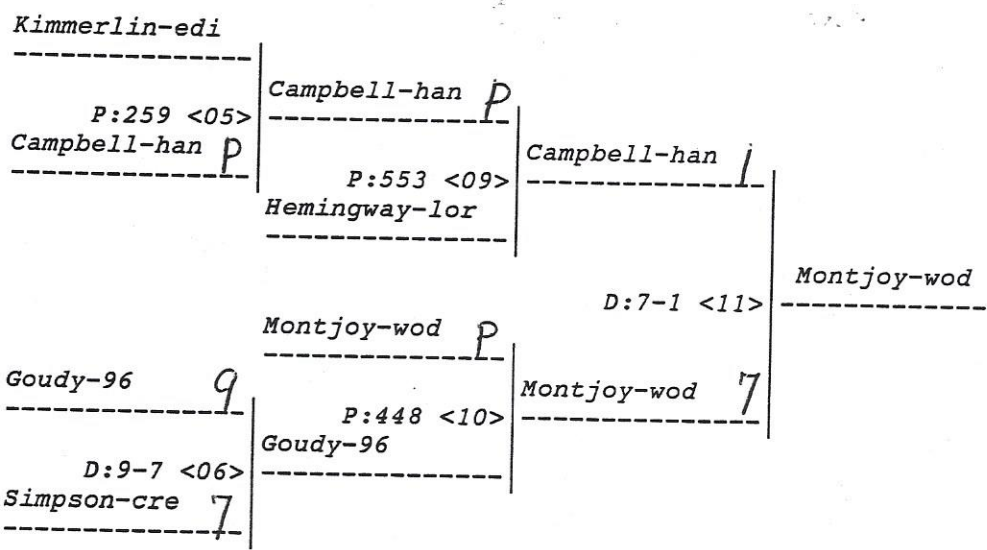 Kimmerlin-edi
Campbell-han P
P:259 <05>
Campbell-han P
Campbell-han 1
P:553 <09>
Hemingway-lor
Montjoy-wod
D:7-1 <11>
Montjoy-wod P
Goudy-96 9
Montjoy-wod 7
P:448 <10>
Goudy-96
D:9-7 <06>
Simpson-cre 7